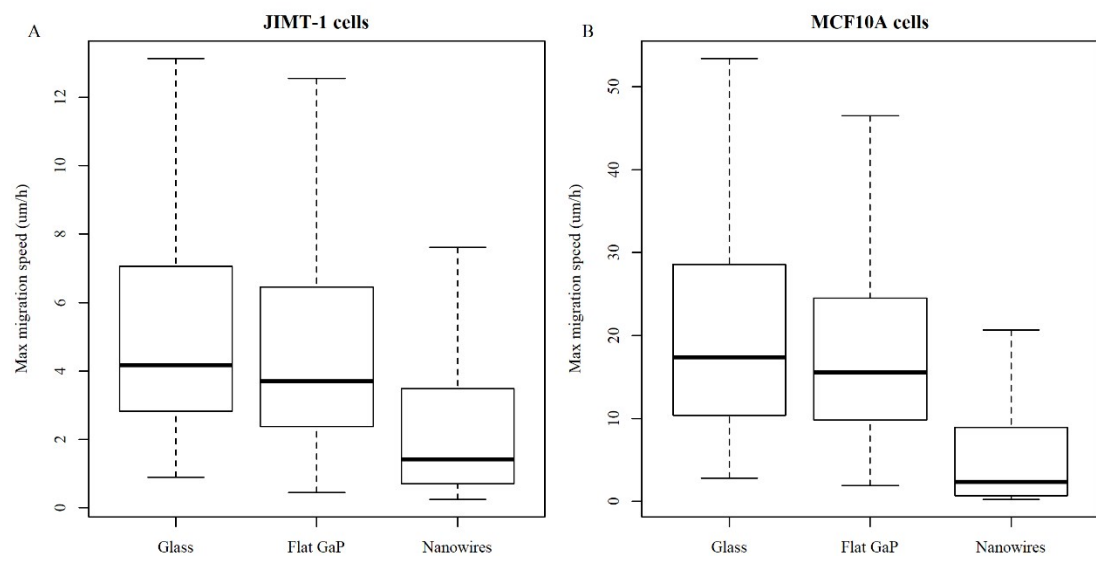 A
JIMT-1 cells
Max migration speed (um/h)
0
2
4
6
8
10
12
Glass
Flat GaP
Nanowires
B
MCF10A cells
Max migration speed (um/h)
0
10
20
30
40
50
Glass
Flat GaP
Nanowires